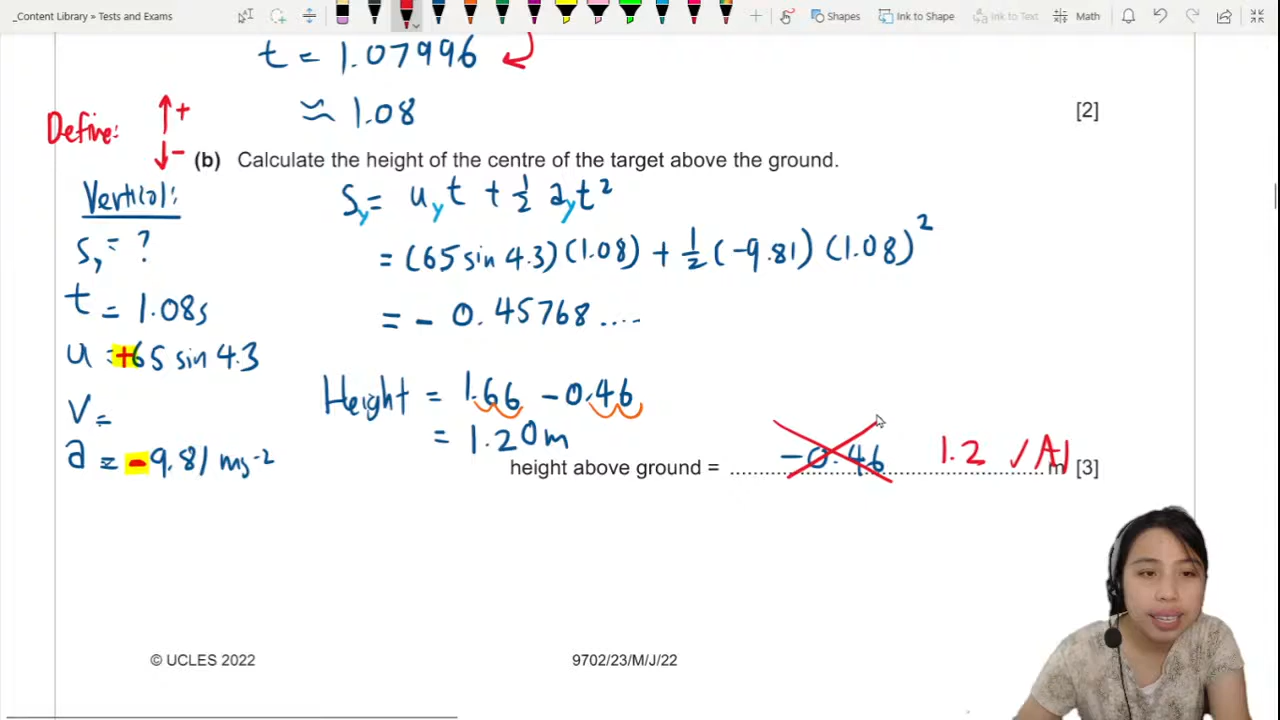 _Content Library » Tests and Exams
Shapes
Ink to Shape
Ink to Text
Math
t = 1.07996
≈ 1.08
[2]
Define: ↑+
↓−
(b) Calculate the height of the centre of the target above the ground.
Vertical:
Sy = uyt + ½ ayt²
Sy = ?
= (65 sin 4.3)(1.08) + ½ (−9.81) (1.08)²
t = 1.08s
= − 0.45768....
u = +65 sin 4.3
Height = 1.66 − 0.46
v =
= 1.20m
a = −9.81 ms⁻²
height above ground = −0.46 1.2 ✓A1 m [3]
© UCLES 2022
9702/23/M/J/22